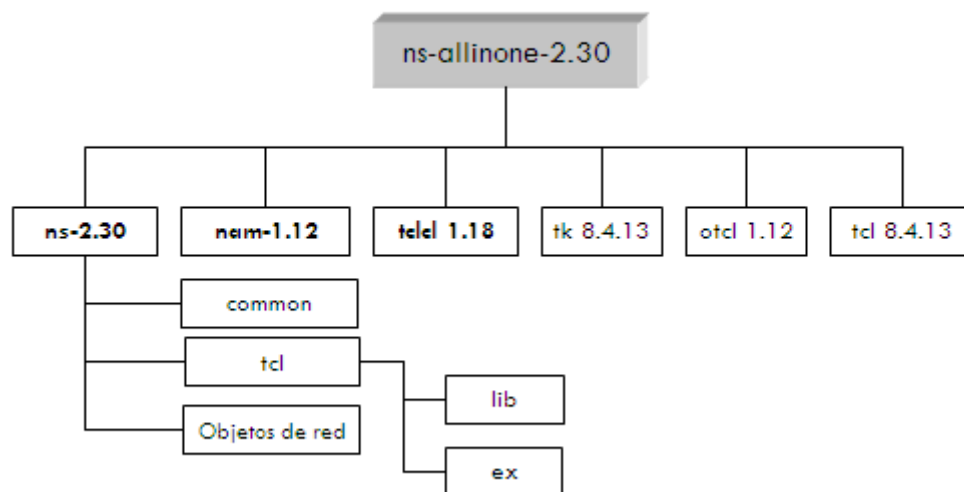 ns-allinone-2.30
ns-2.30
nam-1.12
tclcl 1.18
tk 8.4.13
otcl 1.12
tcl 8.4.13
common
tcl
lib
Objetos de red
ex